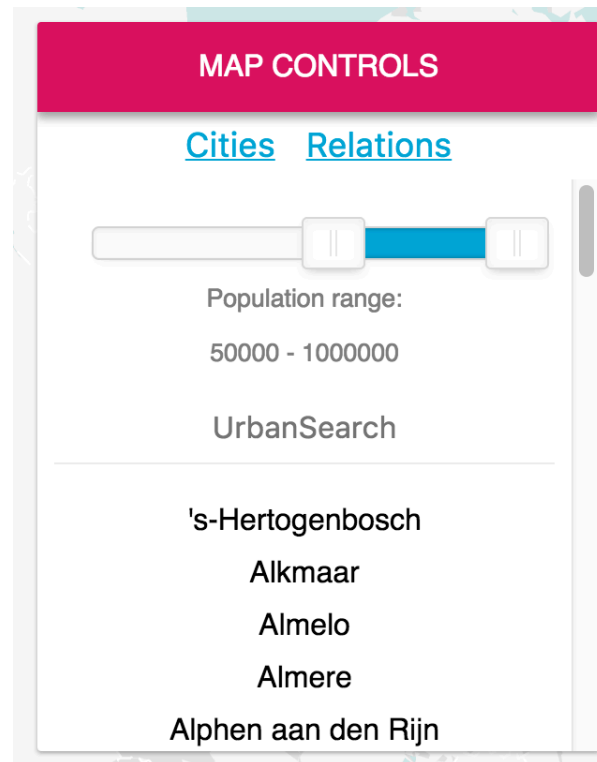 MAP CONTROLS
Cities Relations
Population range:
50000 - 1000000
UrbanSearch
's-Hertogenbosch
Alkmaar
Almelo
Almere
Alphen aan den Rijn